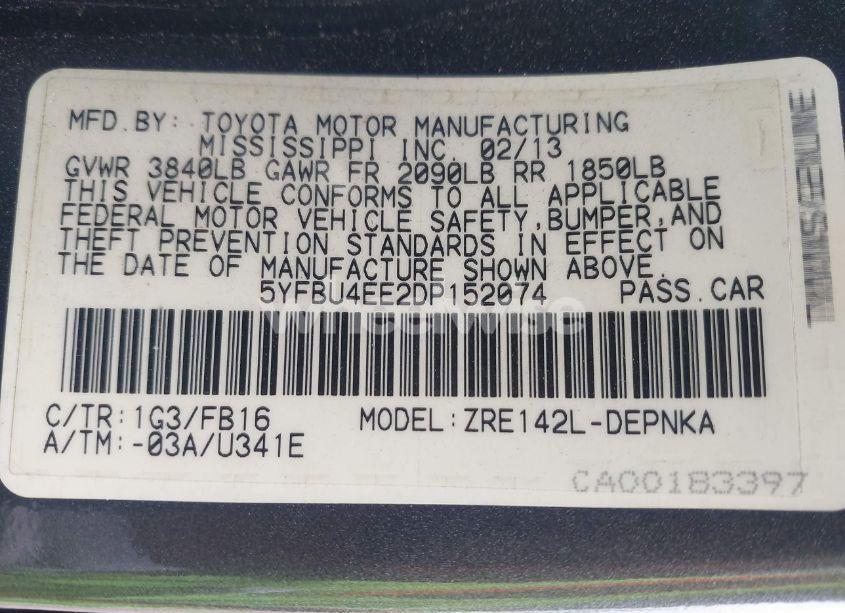 MFD.BY: TOYOTA MOTOR MANUFACTURING
MISSISSIPPI INC. 02/13
GVWR 3840LB GAWR FR 2090LB RR 1850LB
THIS VEHICLE CONFORMS TO ALL APPLICABLE
FEDERAL MOTOR VEHICLE SAFETY,BUMPER,AND
THEFT PREVENTION STANDARDS IN EFFECT ON
THE DATE OF MANUFACTURE SHOWN ABOVE.
5YFBU4EE2DP152074 PASS.CAR
WheelWise
C/TR:1G3/FB16 MODEL:ZRE142L-DEPNKA
A/TM:-03A/U341E
CA00183397